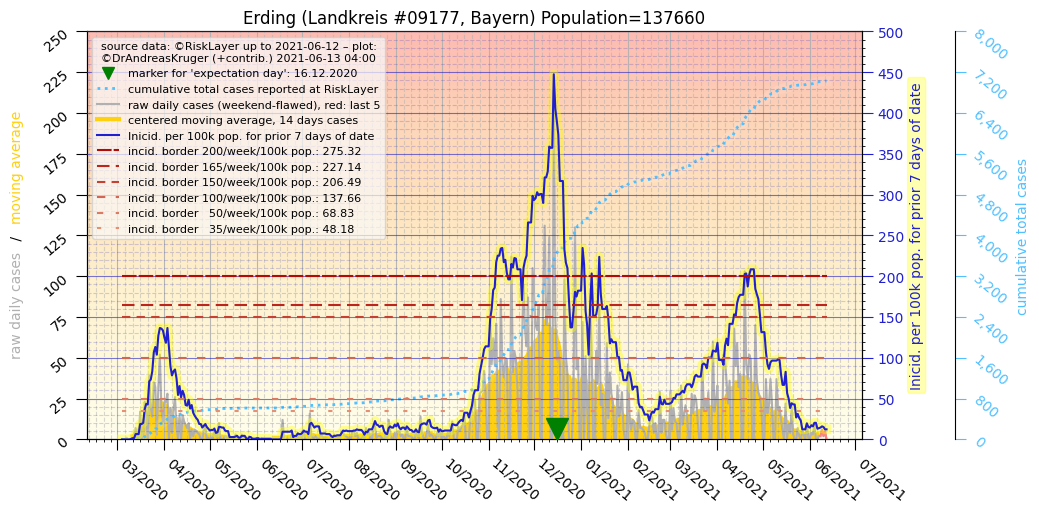 Erding (Landkreis #09177, Bayern) Population=137660
source data: ©RiskLayer up to 2021-06-12 – plot:
©DrAndreasKruger (+contrib.) 2021-06-13 04:00
marker for 'expectation day': 16.12.2020
cumulative total cases reported at RiskLayer
raw daily cases (weekend-flawed), red: last 5
centered moving average, 14 days cases
Inicid. per 100k pop. for prior 7 days of date
incid. border 200/week/100k pop.: 275.32
incid. border 165/week/100k pop.: 227.14
incid. border 150/week/100k pop.: 206.49
incid. border 100/week/100k pop.: 137.66
incid. border   50/week/100k pop.: 68.83
incid. border   35/week/100k pop.: 48.18
raw daily cases / moving average
250
225
200
175
150
125
100
75
50
25
0
500
450
400
350
300
250
200
150
100
50
0
Inicid. per 100k pop. for prior 7 days of date
8,000
7,200
6,400
5,600
4,800
4,000
3,200
2,400
1,600
800
0
cumulative total cases
03/2020
04/2020
05/2020
06/2020
07/2020
08/2020
09/2020
10/2020
11/2020
12/2020
01/2021
02/2021
03/2021
04/2021
05/2021
06/2021
07/2021